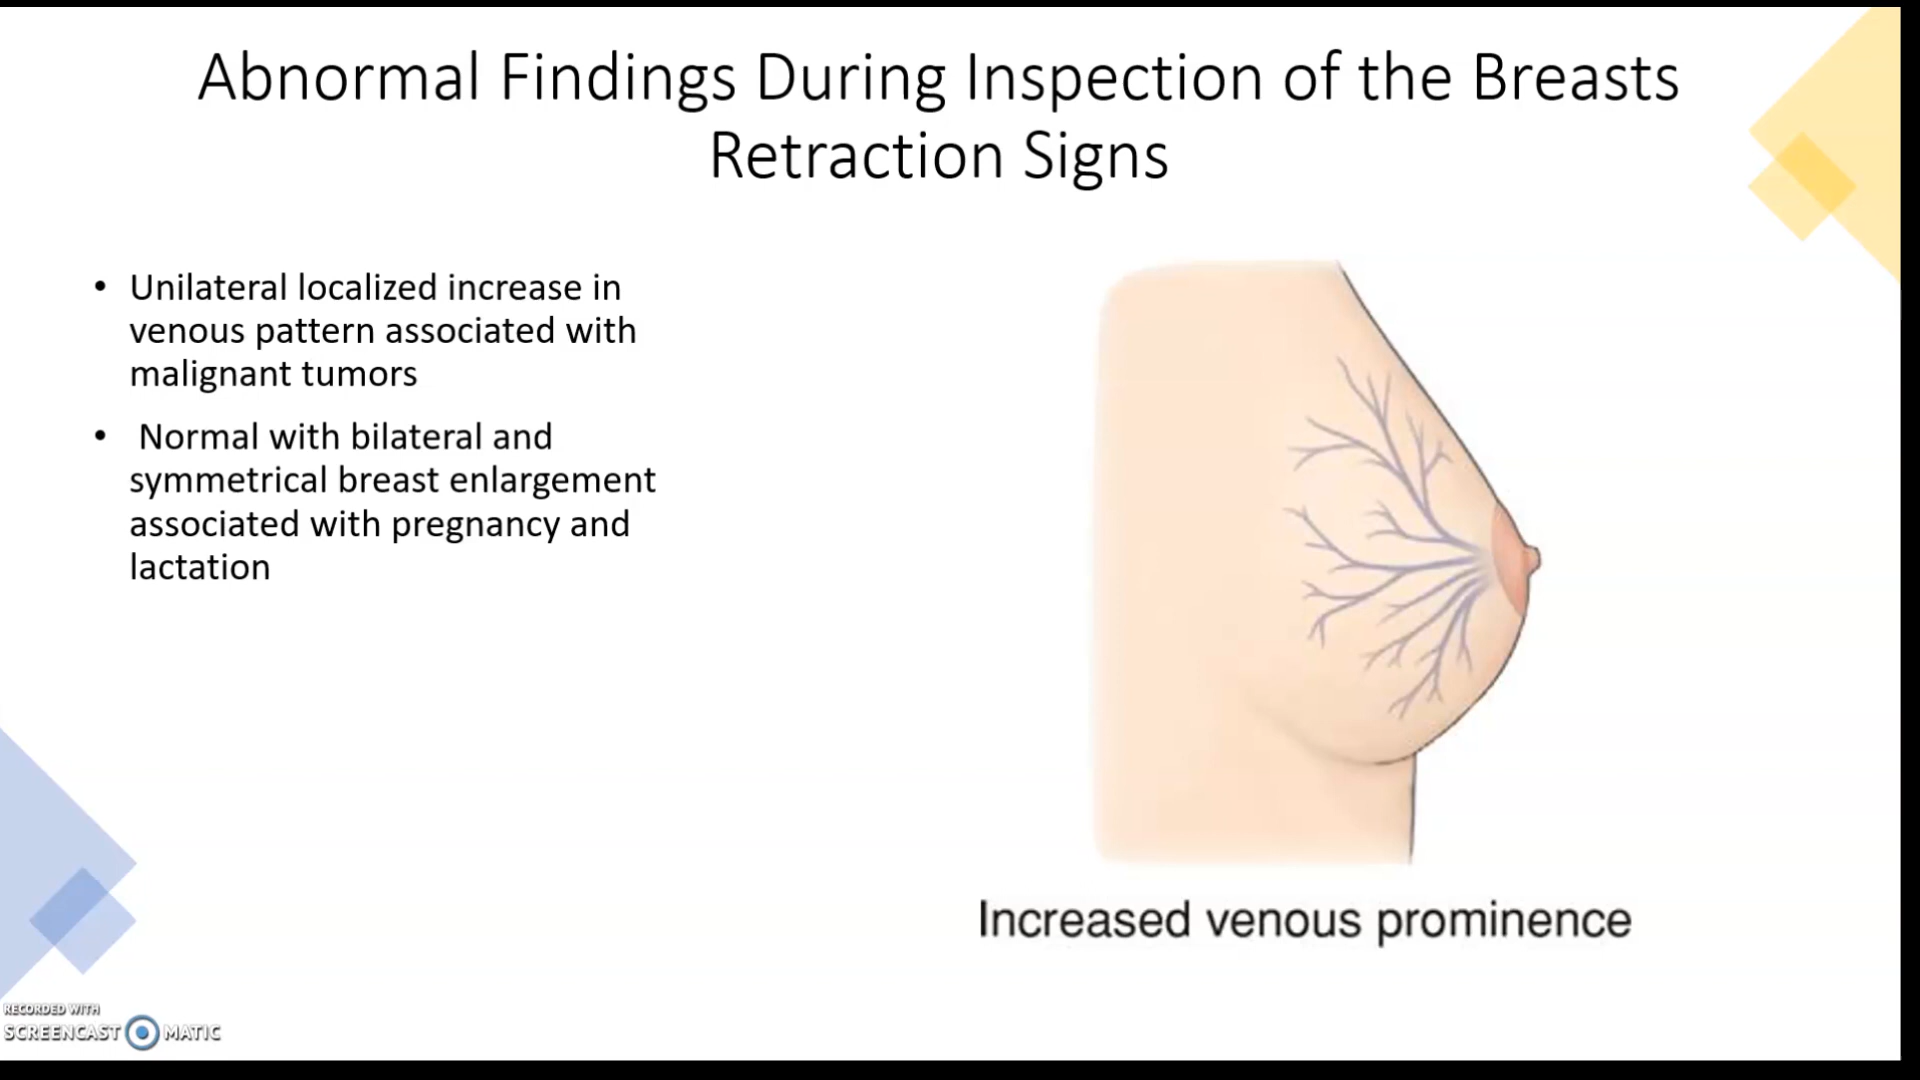 Abnormal Findings During Inspection of the Breasts
Retraction Signs
• Unilateral localized increase in
venous pattern associated with
malignant tumors
• Normal with bilateral and
symmetrical breast enlargement
associated with pregnancy and
lactation
Increased venous prominence
RECORDED WITH
SCREENCAST MATIC